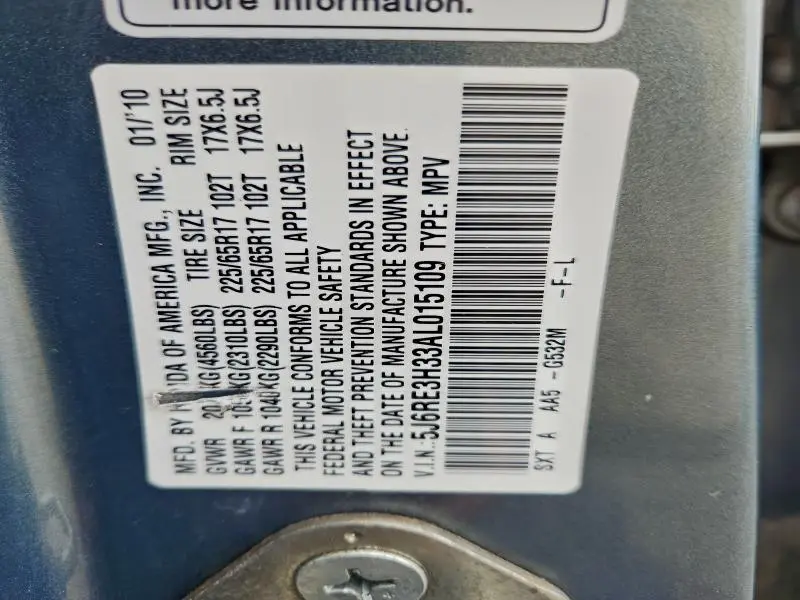 more information.
MFD. BY HONDA OF AMERICA MFG., INC. 01/'10
GVWR KG(4560LBS) TIRE SIZE RIM SIZE
GAWR F KG(2310LBS) 225/65R17 102T 17X6.5J
GAWR R 1040KG(2290LBS) 225/65R17 102T 17X6.5J
THIS VEHICLE CONFORMS TO ALL APPLICABLE
FEDERAL MOTOR VEHICLE SAFETY
AND THEFT PREVENTION STANDARDS IN EFFECT
ON THE DATE OF MANUFACTURE SHOWN ABOVE.
V.I.N.:5J6RE3H33AL015109 TYPE: MPV
SXT A AA5 -G532M -F-L